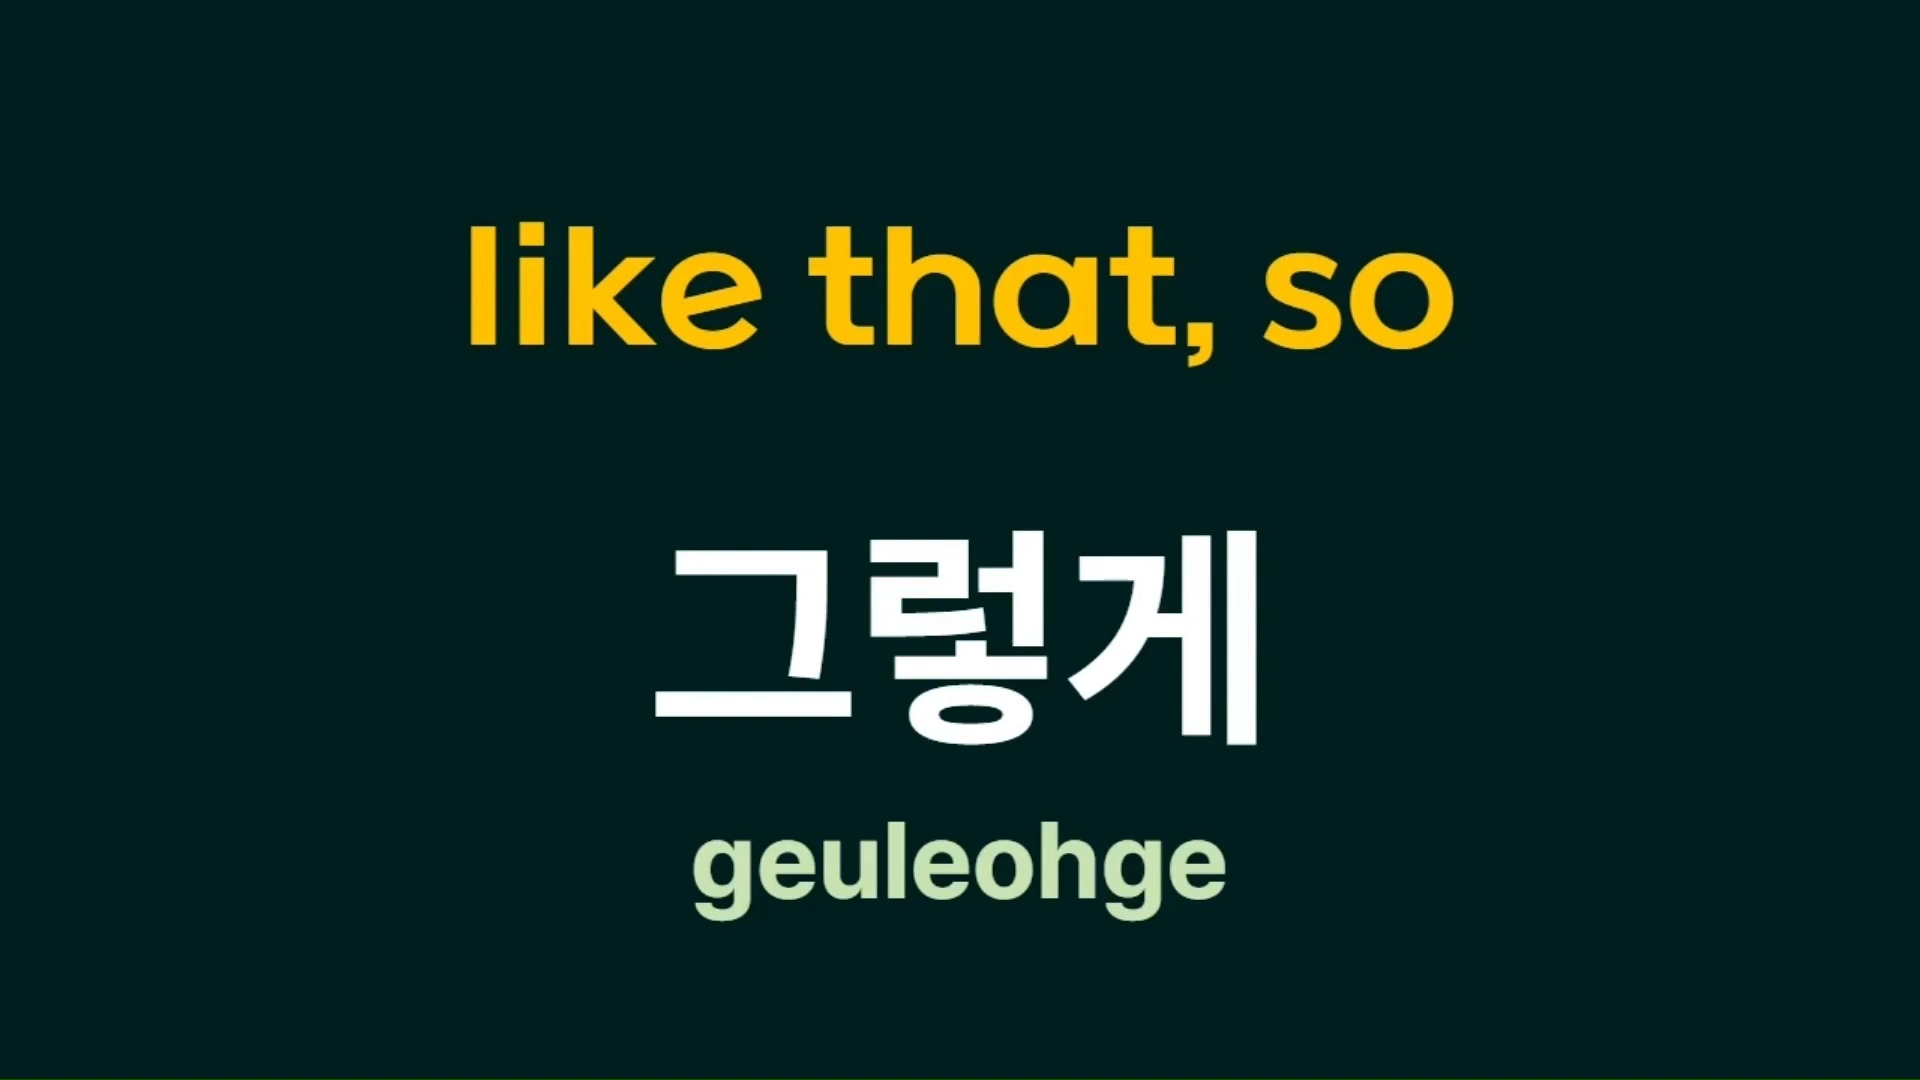 like that, so
그렇게
geuleohge